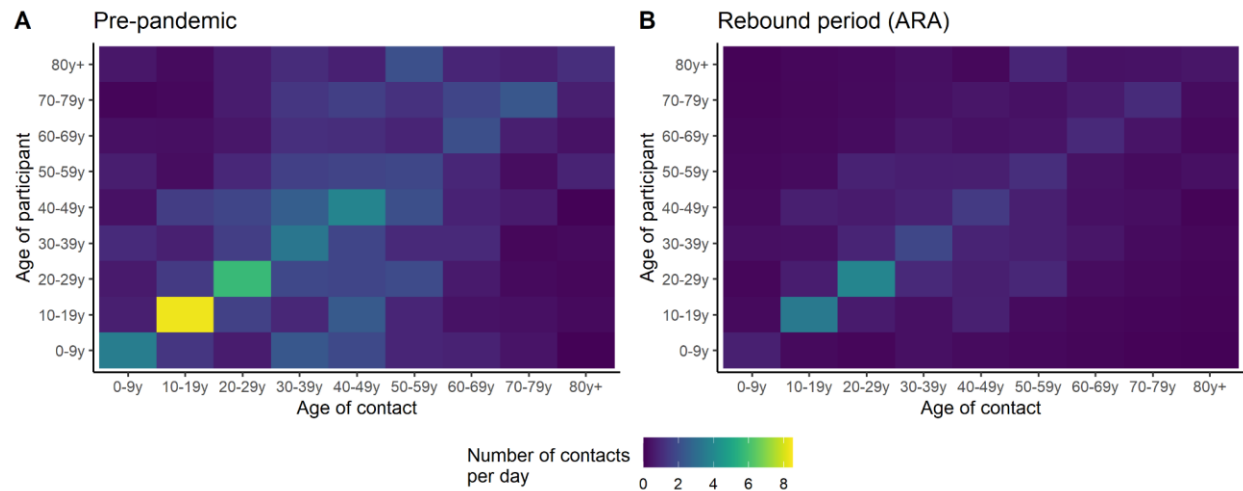 A Pre-pandemic
Age of participant
80y+
70-79y
60-69y
50-59y
40-49y
30-39y
20-29y
10-19y
0-9y
0-9y 10-19y 20-29y 30-39y 40-49y 50-59y 60-69y 70-79y 80y+
Age of contact
B Rebound period (ARA)
Age of participant
80y+
70-79y
60-69y
50-59y
40-49y
30-39y
20-29y
10-19y
0-9y
0-9y 10-19y 20-29y 30-39y 40-49y 50-59y 60-69y 70-79y 80y+
Age of contact
Number of contacts
per day
0 2 4 6 8